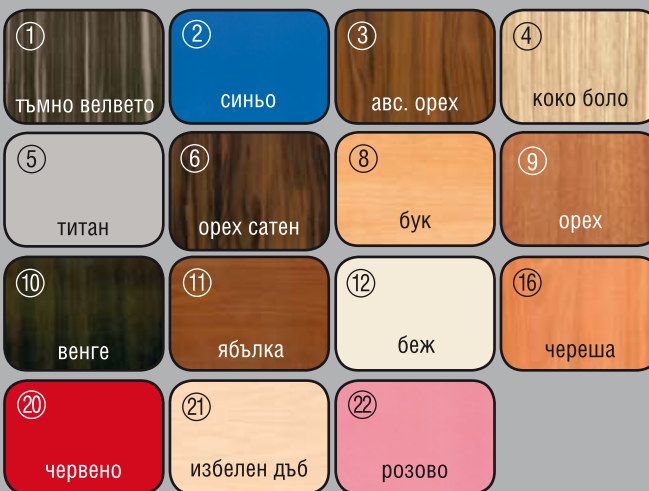 ① тъмно велвето
② синьо
③ авс. орех
④ коко боло
⑤ титан
⑥ орех сатен
⑧ бук
⑨ орех
⑩ венге
⑪ ябълка
⑫ беж
⑯ череша
⑳ червено
㉑ избелен дъб
㉒ розово